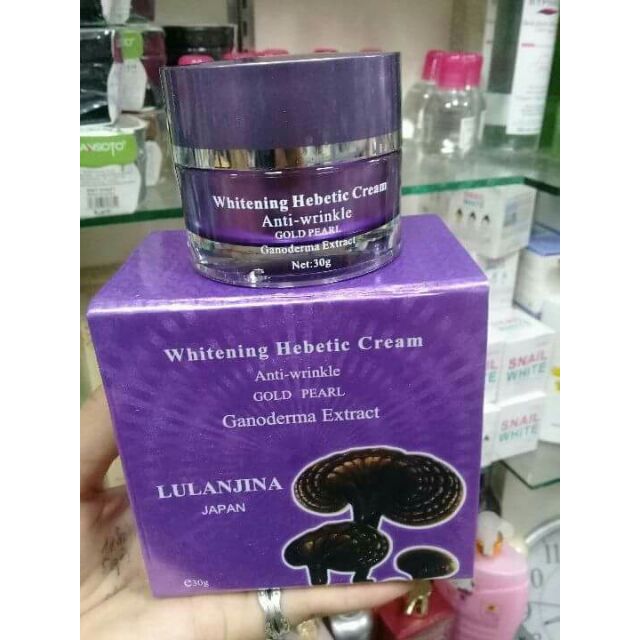 Whitening Hebetic Cream
Anti-wrinkle
GOLD PEARL
Ganoderma Extract
Net:30g
Whitening Hebetic Cream
Anti-wrinkle
GOLD PEARL
Ganoderma Extract
LULANJINA
JAPAN
℮30g
SNAIL
WHITE
SNAIL
WHITE